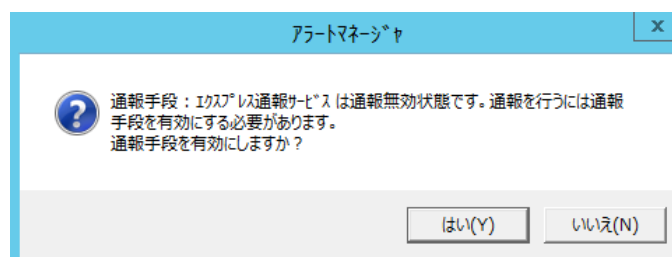 ｱﾗｰﾄﾏﾈｰｼﾞｬ
x
通報手段：ｴｸｽﾌﾟﾚｽ通報ｻｰﾋﾞｽ は通報無効状態です。通報を行うには通報
手段を有効にする必要があります。
通報手段を有効にしますか？
はい(Y)
いいえ(N)